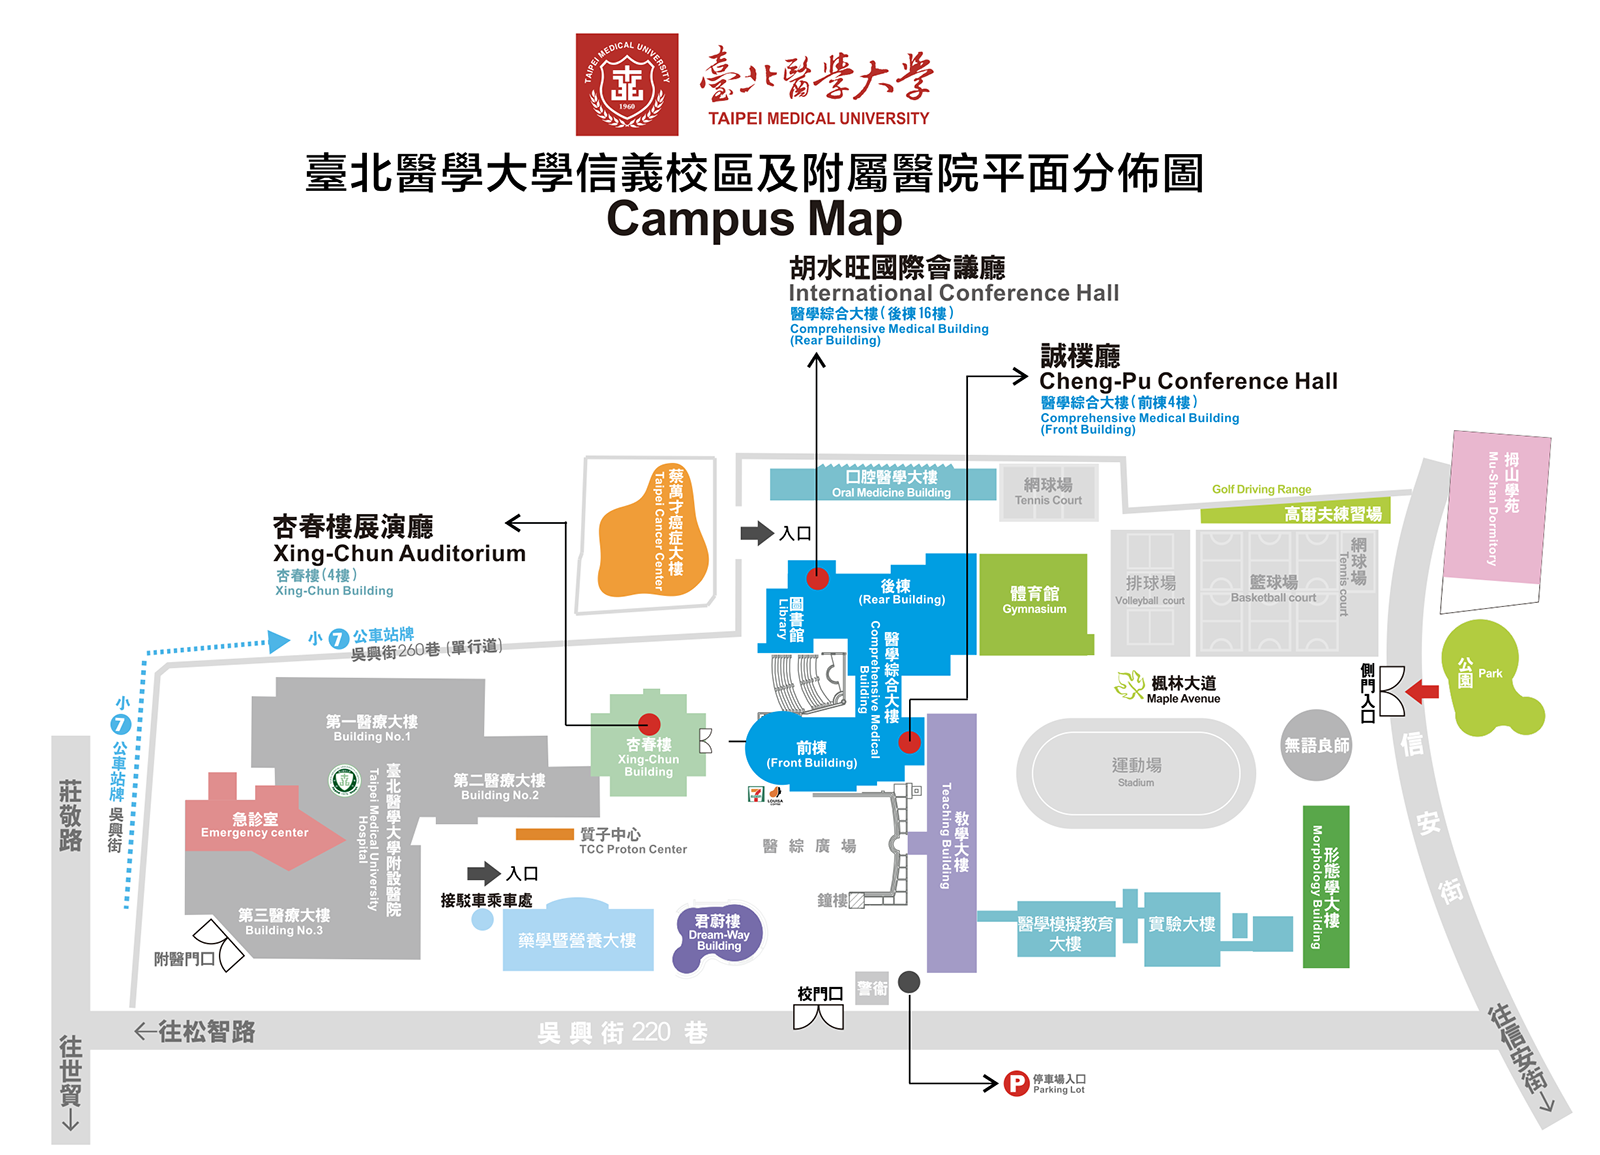 TAIPEI MEDICAL UNIVERSITY
1960
臺北醫學大學
TAIPEI MEDICAL UNIVERSITY
臺北醫學大學信義校區及附屬醫院平面分佈圖
Campus Map
胡水旺國際會議廳
International Conference Hall
醫學綜合大樓(後棟16樓)
Comprehensive Medical Building
(Rear Building)
誠樸廳
Cheng-Pu Conference Hall
醫學綜合大樓(前棟4樓)
Comprehensive Medical Building
(Front Building)
杏春樓展演廳
Xing-Chun Auditorium
杏春樓(4樓)
Xing-Chun Building
蔡萬才癌症大樓
Taipei Cancer Center
入口
口腔醫學大樓
Oral Medicine Building
網球場
Tennis Court
Golf Driving Range
高爾夫練習場
拇山學苑
Mu-Shan Dormitory
圖書館
Library
後棟
(Rear Building)
醫學綜合大樓
Comprehensive Medical
Building
體育館
Gymnasium
排球場
Volleyball court
籃球場
Basketball court
網球場
Tennis court
小 7 公車站牌
吳興街260巷 (單行道)
小
7
公車站牌
吳興街
楓林大道
Maple Avenue
側門入口
公園
Park
第一醫療大樓
Building No.1
第二醫療大樓
Building No.2
臺北醫學大學附設醫院
Taipei Medical University
Hospital
急診室
Emergency center
第三醫療大樓
Building No.3
附醫門口
杏春樓
Xing-Chun
Building
前棟
(Front Building)
7
ELEVEN
LOUISA
COFFEE
醫綜廣場
鐘樓
教學大樓
Teaching Building
運動場
Stadium
無語良師
質子中心
TCC Proton Center
入口
接駁車乘車處
藥學暨營養大樓
君蔚樓
Dream-Way
Building
醫學模擬教育
大樓
實驗大樓
形態學大樓
Morphology Building
警衛
校門口
P 停車場入口
Parking Lot
莊敬路
往世貿
←往松智路
吳興街220巷
信安街
往信安街